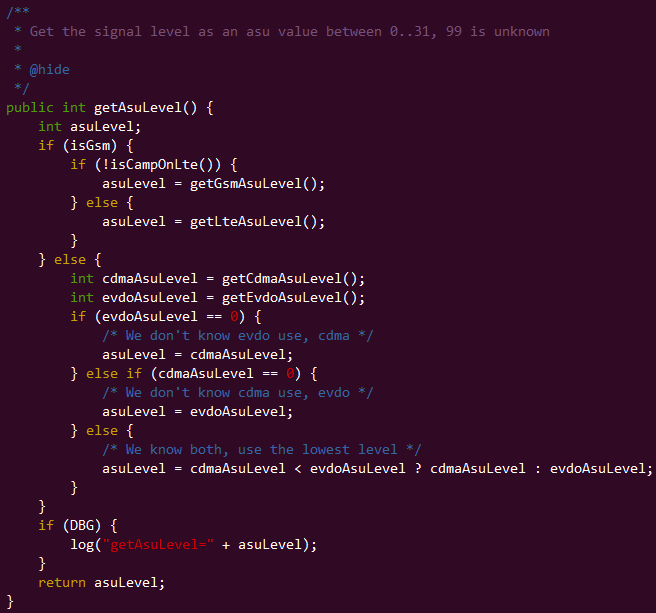 /**
 * Get the signal level as an asu value between 0..31, 99 is unknown
 *
 * @hide
 */
public int getAsuLevel() {
    int asuLevel;
    if (isGsm) {
        if (!isCampOnLte()) {
            asuLevel = getGsmAsuLevel();
        } else {
            asuLevel = getLteAsuLevel();
        }
    } else {
        int cdmaAsuLevel = getCdmaAsuLevel();
        int evdoAsuLevel = getEvdoAsuLevel();
        if (evdoAsuLevel == 0) {
            /* We don't know evdo use, cdma */
            asuLevel = cdmaAsuLevel;
        } else if (cdmaAsuLevel == 0) {
            /* We don't know cdma use, evdo */
            asuLevel = evdoAsuLevel;
        } else {
            /* We know both, use the lowest level */
            asuLevel = cdmaAsuLevel < evdoAsuLevel ? cdmaAsuLevel : evdoAsuLevel;
        }
    }
    if (DBG) {
        log("getAsuLevel=" + asuLevel);
    }
    return asuLevel;
}